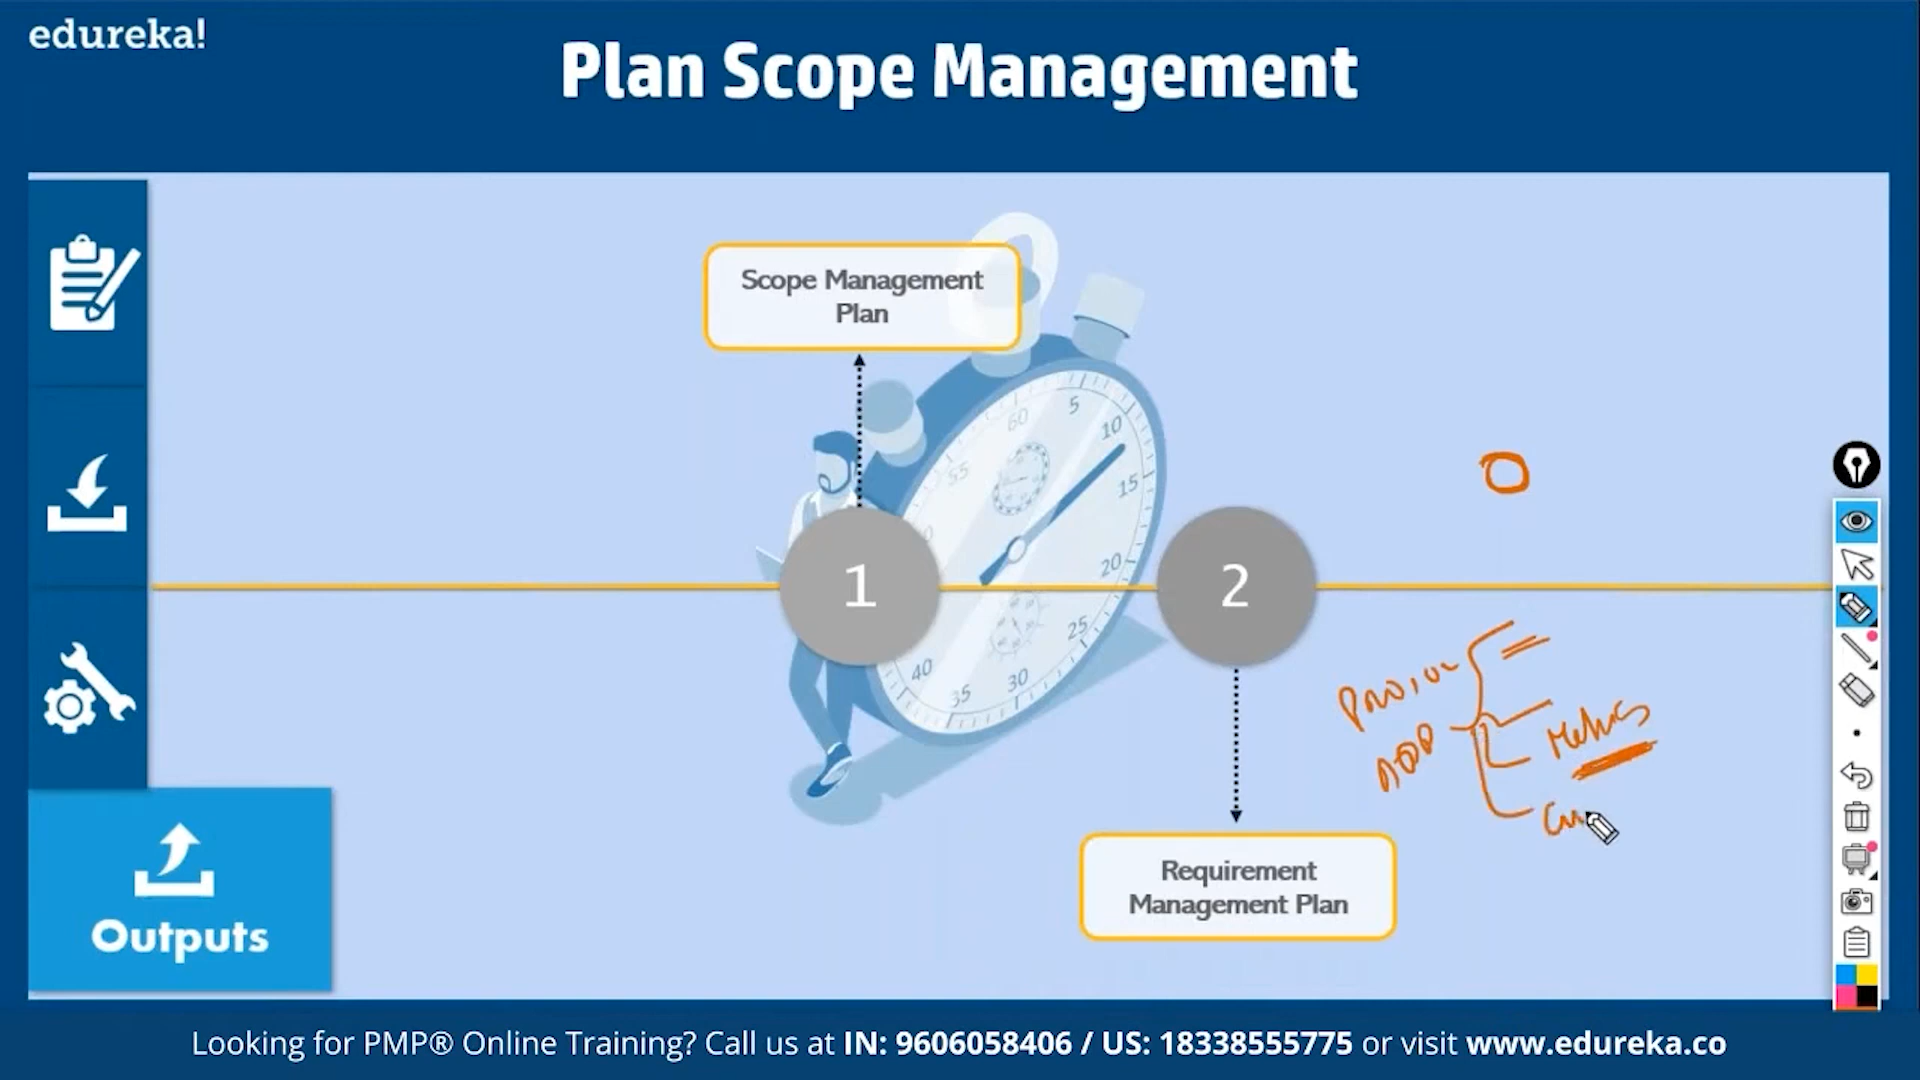 edureka!
Plan Scope Management
Scope Management
Plan
60
5
10
55
15
1
2
20
25
40
35
30
Metrics
Requirement
Management Plan
Outputs
Looking for PMP® Online Training? Call us at IN: 9606058406 / US: 18338555775 or visit www.edureka.co